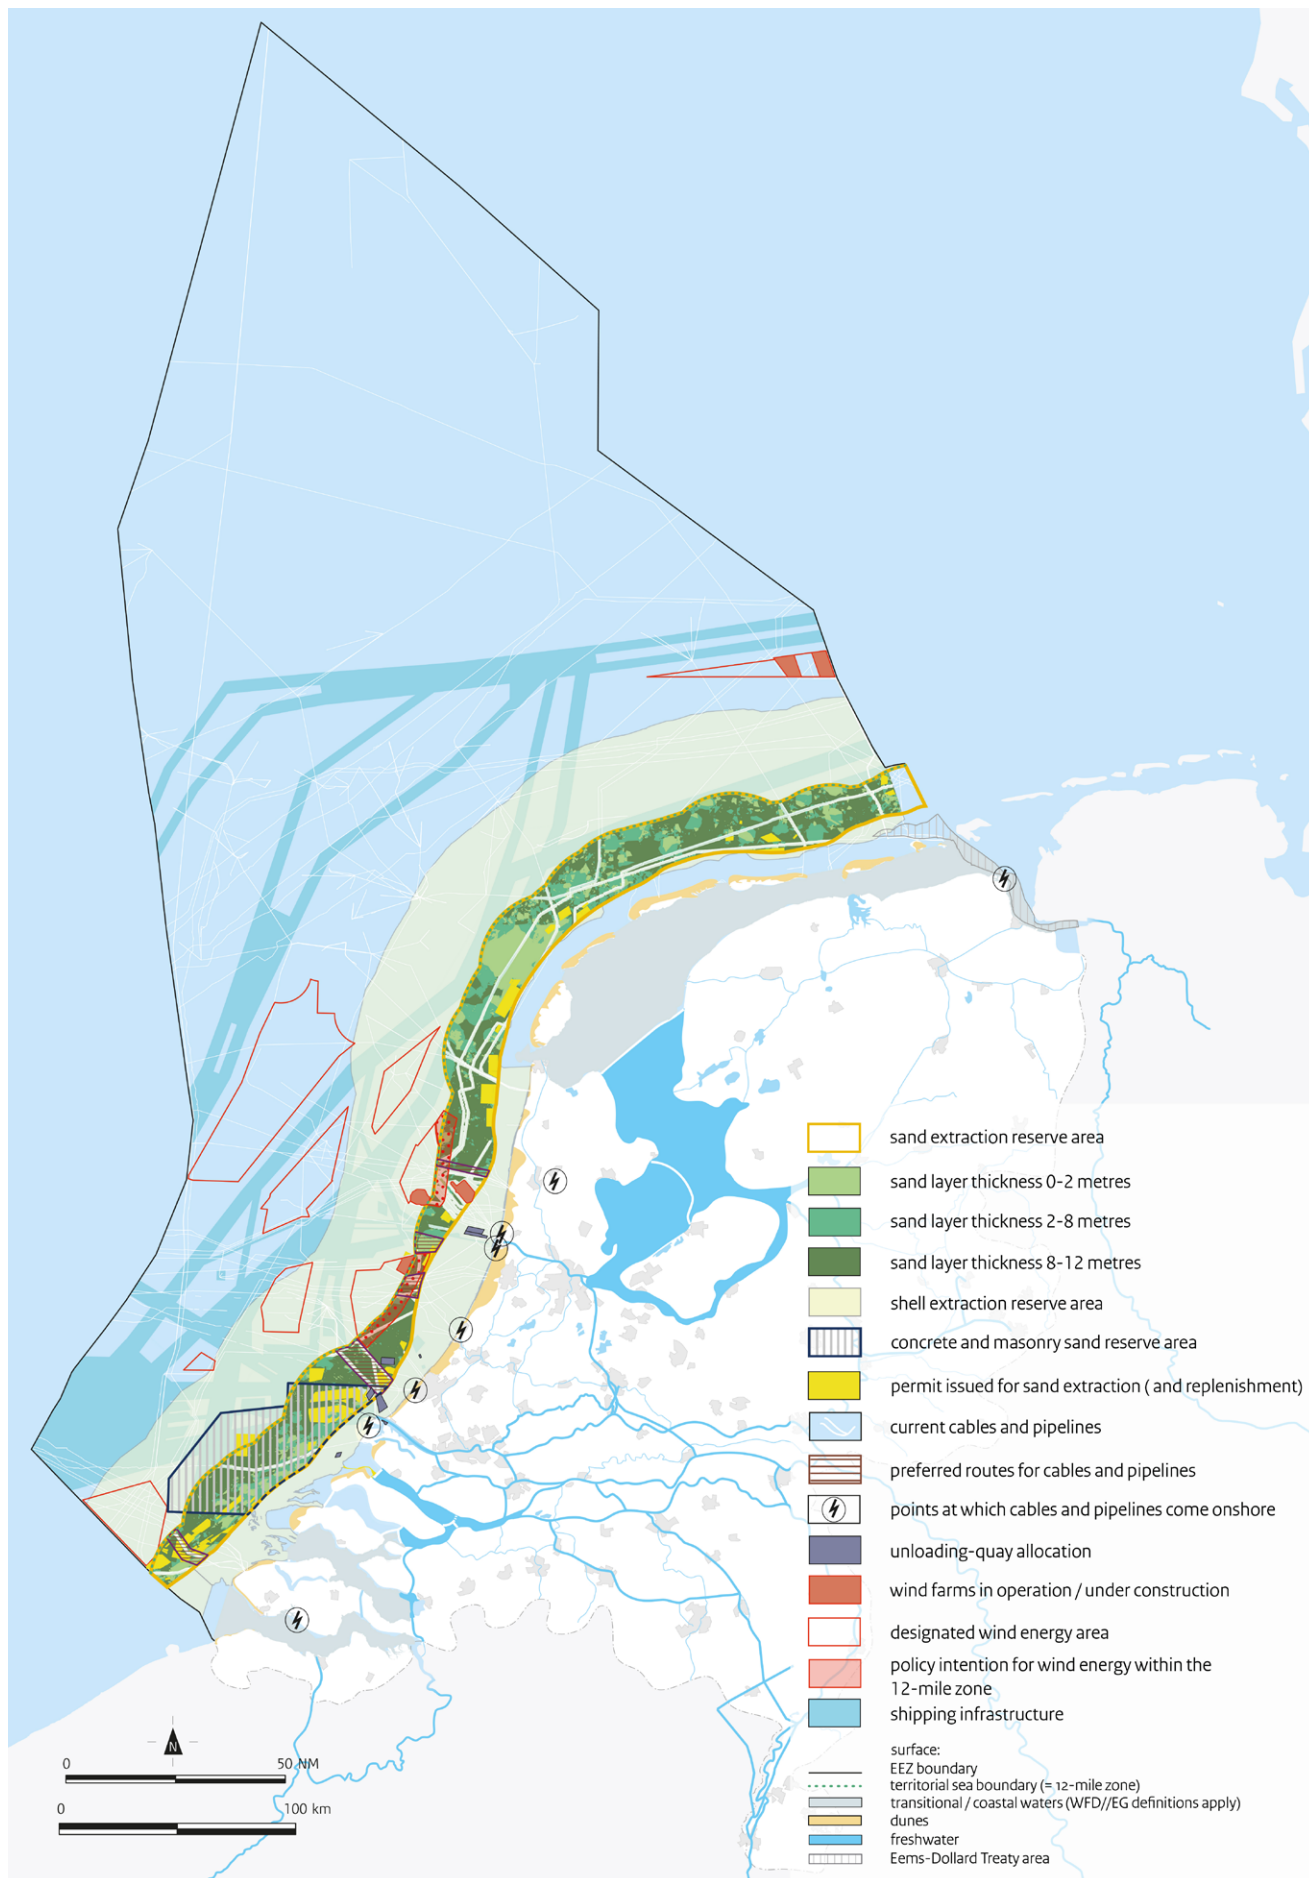 sand extraction reserve area
sand layer thickness 0-2 metres
sand layer thickness 2-8 metres
sand layer thickness 8-12 metres
shell extraction reserve area
concrete and masonry sand reserve area
permit issued for sand extraction ( and replenishment)
current cables and pipelines
preferred routes for cables and pipelines
points at which cables and pipelines come onshore
unloading-quay allocation
wind farms in operation / under construction
designated wind energy area
policy intention for wind energy within the
12-mile zone
shipping infrastructure
surface:
EEZ boundary
territorial sea boundary (= 12-mile zone)
transitional / coastal waters (WFD//EG definitions apply)
dunes
freshwater
Eems-Dollard Treaty area
N
0 50 NM
0 100 km